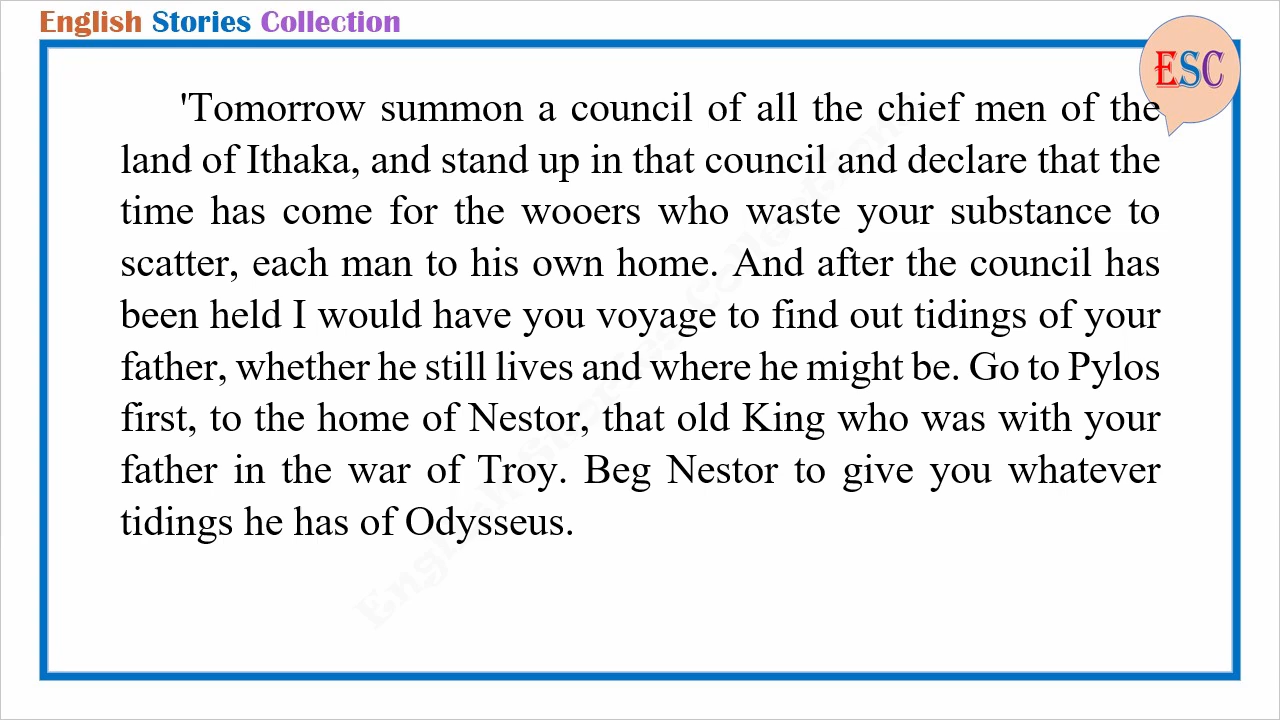 English Stories Collection
ESC
'Tomorrow summon a council of all the chief men of the
land of Ithaka, and stand up in that council and declare that the
time has come for the wooers who waste your substance to
scatter, each man to his own home. And after the council has
been held I would have you voyage to find out tidings of your
father, whether he still lives and where he might be. Go to Pylos
first, to the home of Nestor, that old King who was with your
father in the war of Troy. Beg Nestor to give you whatever
tidings he has of Odysseus.
English Stories Collection